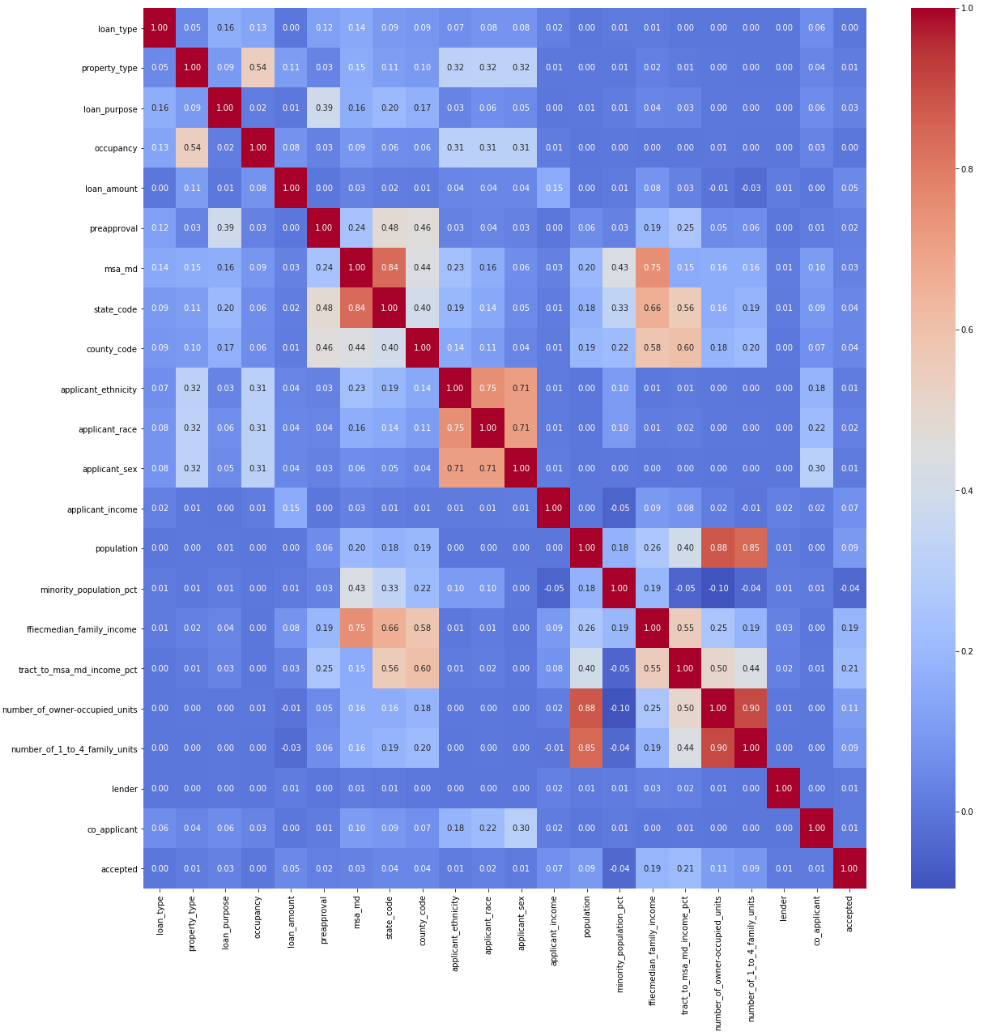 loan_type 1.00 0.05 0.16 0.13 0.00 0.12 0.14 0.09 0.09 0.07 0.08 0.08 0.02 0.00 0.01 0.01 0.00 0.00 0.00 0.00 0.06 0.00
property_type 0.05 1.00 0.09 0.54 0.11 0.03 0.15 0.11 0.10 0.32 0.32 0.32 0.01 0.00 0.01 0.02 0.01 0.00 0.00 0.00 0.04 0.01
loan_purpose 0.16 0.09 1.00 0.02 0.01 0.39 0.16 0.20 0.17 0.03 0.06 0.05 0.00 0.01 0.01 0.04 0.03 0.00 0.00 0.00 0.06 0.03
occupancy 0.13 0.54 0.02 1.00 0.08 0.03 0.09 0.06 0.06 0.31 0.31 0.31 0.01 0.00 0.00 0.00 0.00 0.01 0.00 0.00 0.03 0.00
loan_amount 0.00 0.11 0.01 0.08 1.00 0.00 0.03 0.02 0.01 0.04 0.04 0.04 0.15 0.00 0.01 0.08 0.03 -0.01 -0.03 0.01 0.00 0.05
preapproval 0.12 0.03 0.39 0.03 0.00 1.00 0.24 0.48 0.46 0.03 0.04 0.03 0.00 0.06 0.03 0.19 0.25 0.05 0.06 0.00 0.01 0.02
msa_md 0.14 0.15 0.16 0.09 0.03 0.24 1.00 0.84 0.44 0.23 0.16 0.06 0.03 0.20 0.43 0.75 0.15 0.16 0.16 0.01 0.10 0.03
state_code 0.09 0.11 0.20 0.06 0.02 0.48 0.84 1.00 0.40 0.19 0.14 0.05 0.01 0.18 0.33 0.66 0.56 0.16 0.19 0.01 0.09 0.04
county_code 0.09 0.10 0.17 0.06 0.01 0.46 0.44 0.40 1.00 0.14 0.11 0.04 0.01 0.19 0.22 0.58 0.60 0.18 0.20 0.00 0.07 0.04
applicant_ethnicity 0.07 0.32 0.03 0.31 0.04 0.03 0.23 0.19 0.14 1.00 0.75 0.71 0.01 0.00 0.10 0.01 0.01 0.00 0.00 0.00 0.18 0.01
applicant_race 0.08 0.32 0.06 0.31 0.04 0.04 0.16 0.14 0.11 0.75 1.00 0.71 0.01 0.00 0.10 0.01 0.02 0.00 0.00 0.00 0.22 0.02
applicant_sex 0.08 0.32 0.05 0.31 0.04 0.03 0.06 0.05 0.04 0.71 0.71 1.00 0.01 0.00 0.00 0.00 0.00 0.00 0.00 0.00 0.30 0.01
applicant_income 0.02 0.01 0.00 0.01 0.15 0.00 0.03 0.01 0.01 0.01 0.01 0.01 1.00 0.00 -0.05 0.09 0.08 0.02 -0.01 0.02 0.02 0.07
population 0.00 0.00 0.01 0.00 0.00 0.06 0.20 0.18 0.19 0.00 0.00 0.00 0.00 1.00 0.18 0.26 0.40 0.88 0.85 0.01 0.00 0.09
minority_population_pct 0.01 0.01 0.01 0.00 0.01 0.03 0.43 0.33 0.22 0.10 0.10 0.00 -0.05 0.18 1.00 0.19 -0.05 -0.10 -0.04 0.01 0.00 -0.04
ffiecmedian_family_income 0.01 0.02 0.04 0.00 0.08 0.19 0.75 0.66 0.58 0.01 0.01 0.00 0.09 0.26 0.19 1.00 0.55 0.25 0.19 0.03 0.00 0.19
tract_to_msa_md_income_pct 0.00 0.01 0.03 0.00 0.03 0.25 0.15 0.56 0.60 0.01 0.02 0.00 0.08 0.40 -0.05 0.55 1.00 0.50 0.44 0.02 0.01 0.21
number_of_owner-occupied_units 0.00 0.00 0.00 0.01 -0.01 0.05 0.16 0.16 0.18 0.00 0.00 0.00 0.02 0.88 -0.10 0.25 0.50 1.00 0.90 0.01 0.00 0.11
number_of_1_to_4_family_units 0.00 0.00 0.00 0.00 -0.03 0.06 0.16 0.19 0.20 0.00 0.00 0.00 -0.01 0.85 -0.04 0.19 0.44 0.90 1.00 0.01 0.00 0.09
lender 0.00 0.00 0.00 0.00 0.01 0.00 0.01 0.01 0.00 0.00 0.00 0.00 0.02 0.01 0.01 0.03 0.02 0.01 0.01 1.00 0.00 0.01
co_applicant 0.06 0.04 0.06 0.03 0.00 0.01 0.10 0.09 0.07 0.18 0.22 0.30 0.02 0.00 0.00 0.00 0.01 0.00 0.00 0.00 1.00 0.01
accepted 0.00 0.01 0.03 0.00 0.05 0.02 0.03 0.04 0.04 0.01 0.02 0.01 0.07 0.09 -0.04 0.19 0.21 0.11 0.09 0.01 0.01 1.00
loan_type
property_type
loan_purpose
occupancy
loan_amount
preapproval
msa_md
state_code
county_code
applicant_ethnicity
applicant_race
applicant_sex
applicant_income
population
minority_population_pct
ffiecmedian_family_income
tract_to_msa_md_income_pct
number_of_owner-occupied_units
number_of_1_to_4_family_units
lender
co_applicant
accepted
1.0
0.8
0.6
0.4
0.2
0.0